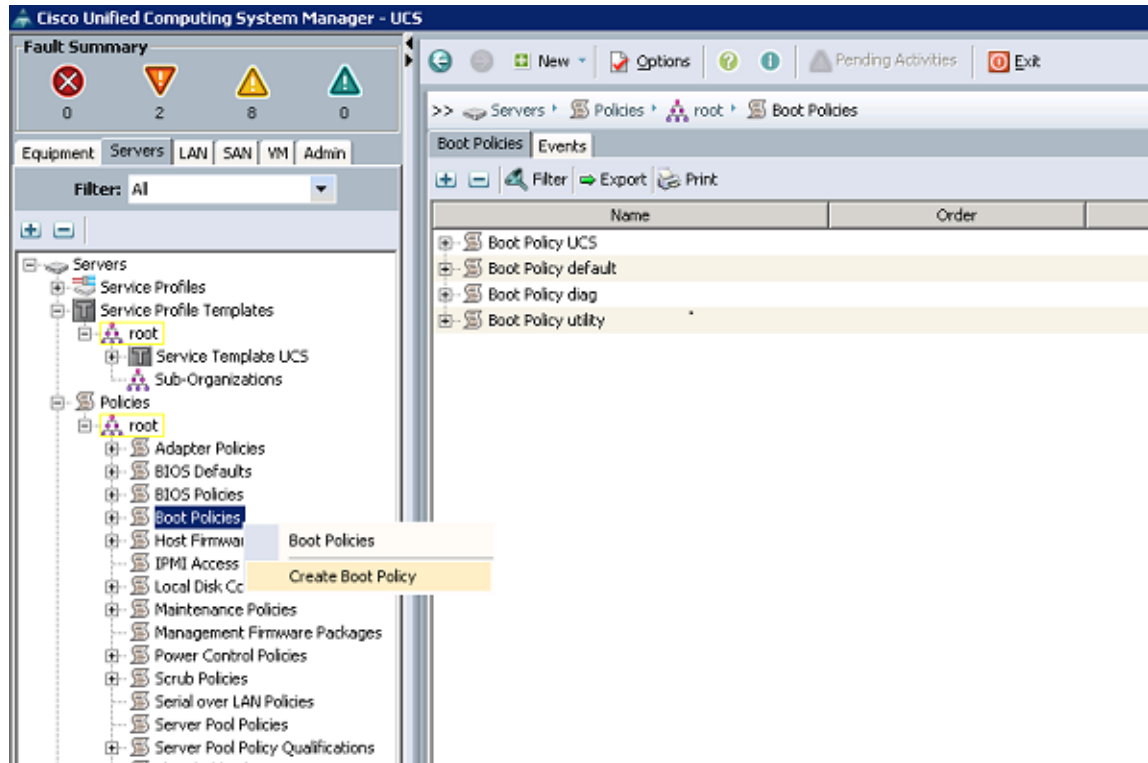 Cisco Unified Computing System Manager - UCS
Fault Summary
0 2 8 0
Equipment Servers LAN SAN VM Admin
Filter: All
Servers
Service Profiles
Service Profile Templates
root
Service Template UCS
Sub-Organizations
Policies
root
Adapter Policies
BIOS Defaults
BIOS Policies
Boot Policies
Host Firmwar
IPMI Access
Local Disk Cc
Maintenance Policies
Management Firmware Packages
Power Control Policies
Scrub Policies
Serial over LAN Policies
Server Pool Policies
Server Pool Policy Qualifications
Boot Policies
Create Boot Policy
New Options Pending Activities Exit
>> Servers Policies root Boot Policies
Boot Policies Events
Filter Export Print
Name Order
Boot Policy UCS
Boot Policy default
Boot Policy diag
Boot Policy utility